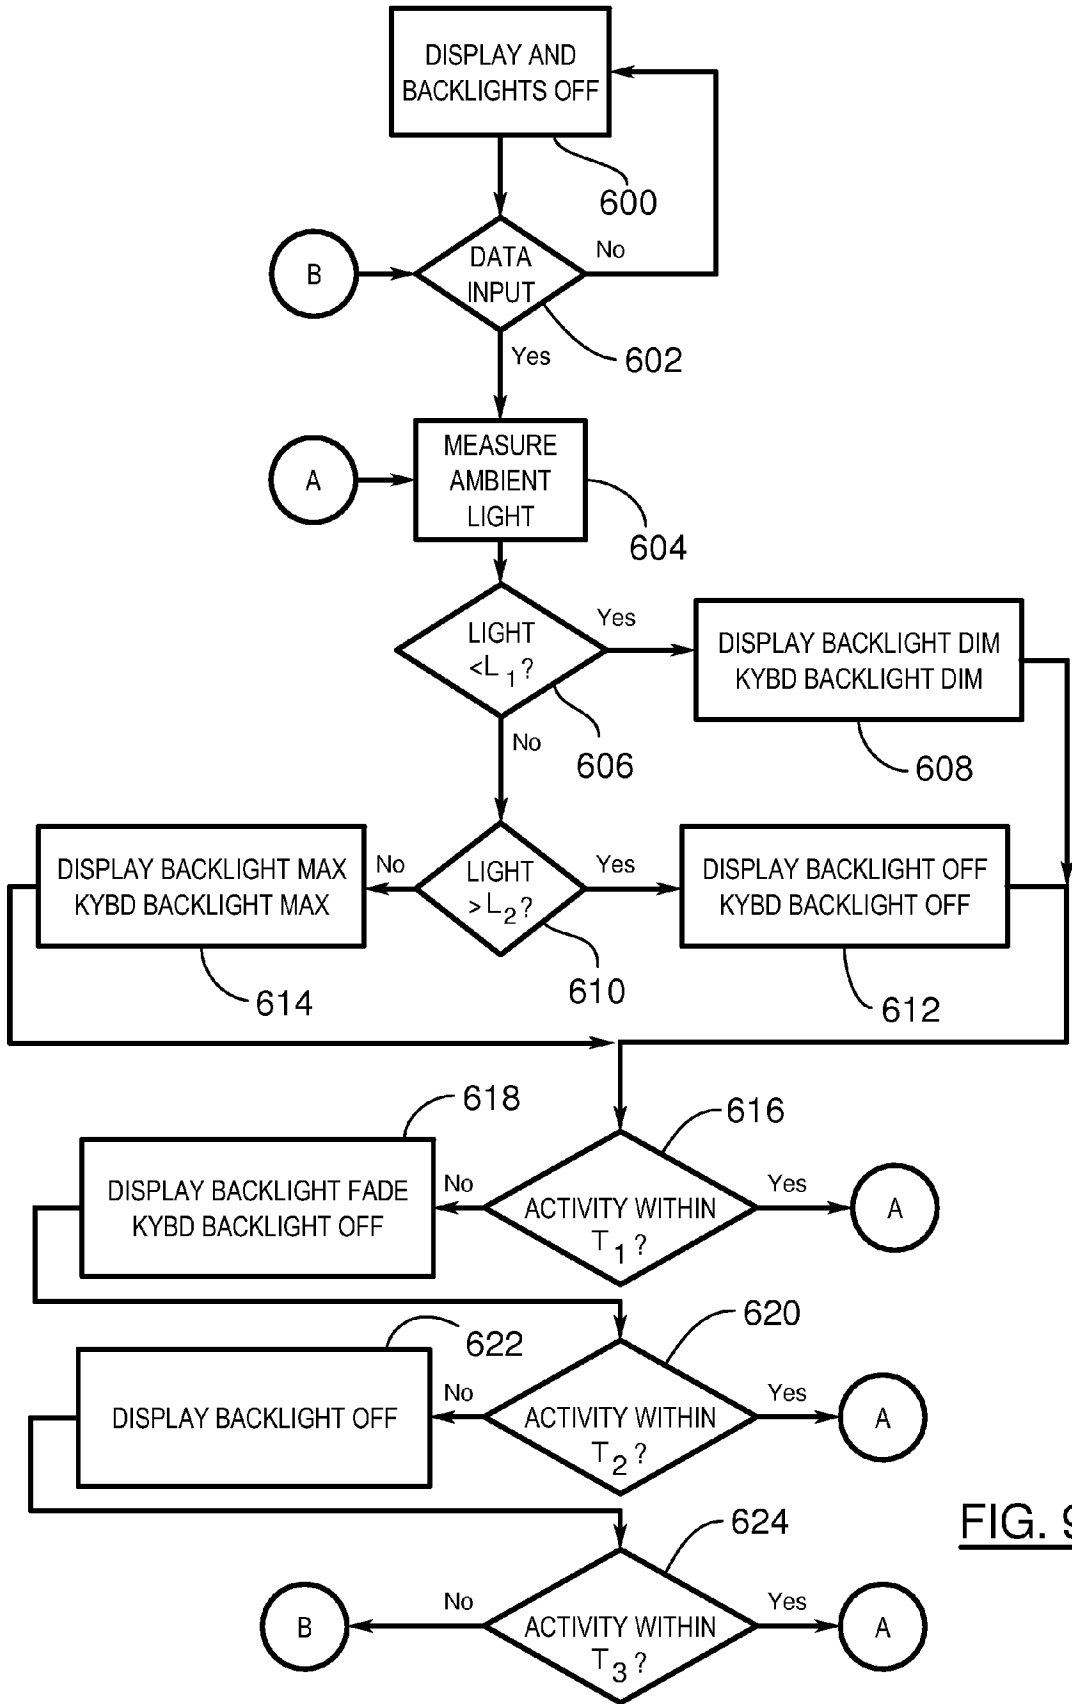 DISPLAY AND
BACKLIGHTS OFF
600
B
DATA
INPUT
No
602
Yes
A
MEASURE
AMBIENT
LIGHT
604
LIGHT
<L1?
Yes
DISPLAY BACKLIGHT DIM
KYBD BACKLIGHT DIM
No
606
608
DISPLAY BACKLIGHT MAX
KYBD BACKLIGHT MAX
No
LIGHT
>L2?
Yes
DISPLAY BACKLIGHT OFF
KYBD BACKLIGHT OFF
614
610
612
618
616
DISPLAY BACKLIGHT FADE
KYBD BACKLIGHT OFF
No
ACTIVITY WITHIN
T1?
Yes
A
622
620
DISPLAY BACKLIGHT OFF
No
ACTIVITY WITHIN
T2?
Yes
A
624
FIG. 9
B
No
ACTIVITY WITHIN
T3?
Yes
A